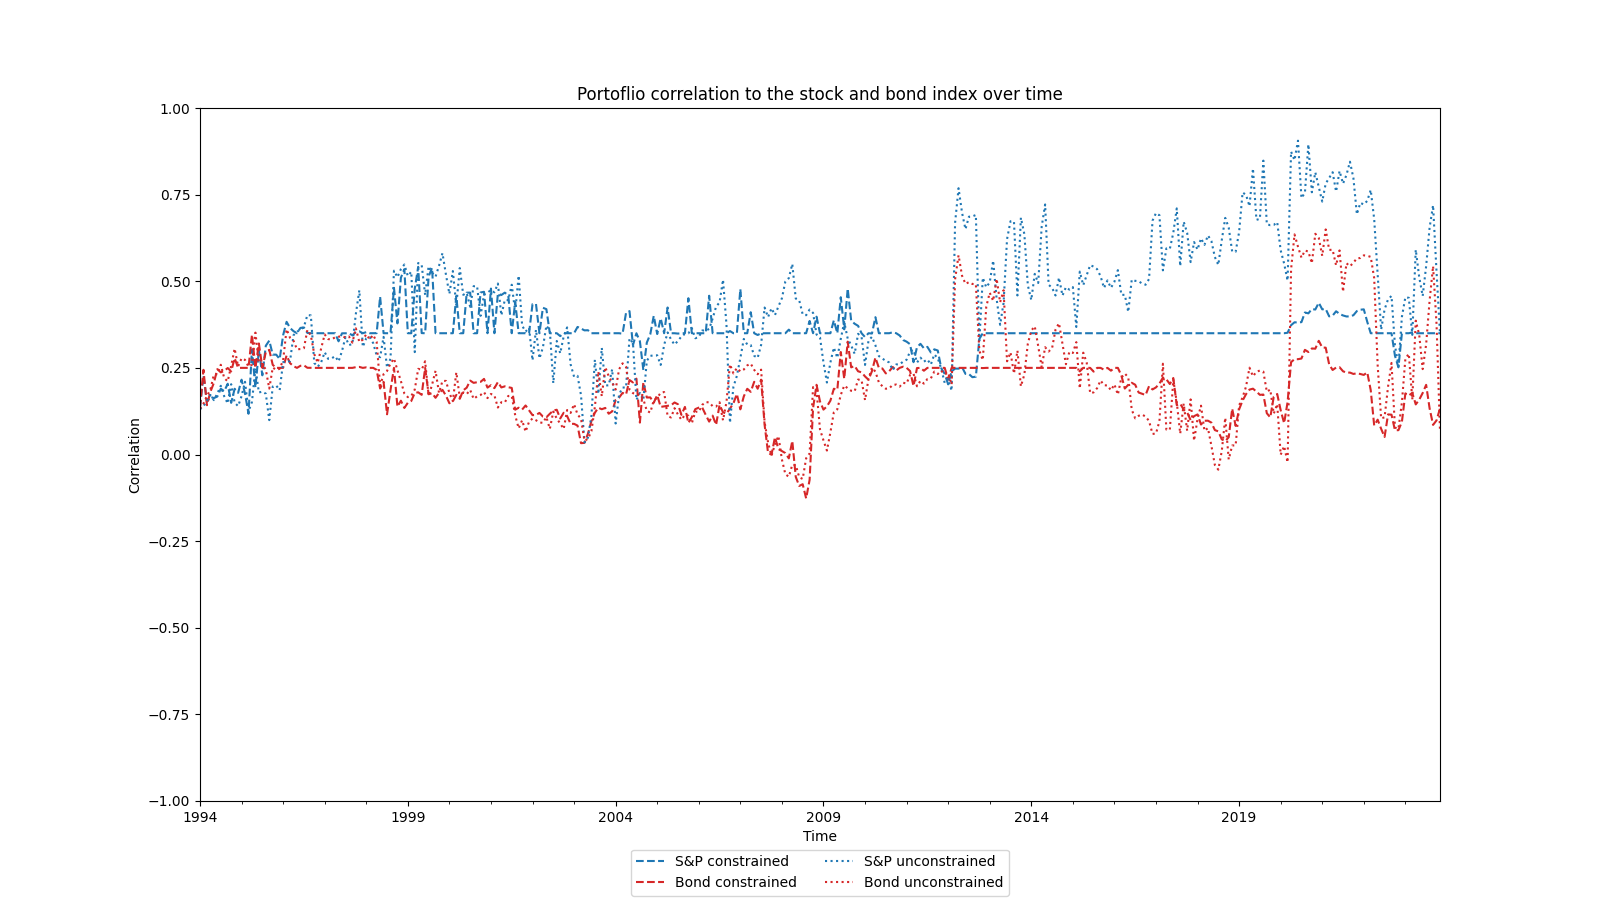 Portoflio correlation to the stock and bond index over time
1.00
0.75
0.50
0.25
0.00
−0.25
−0.50
−0.75
−1.00
Correlation
1994 1999 2004 2009 2014 2019
Time
S&P constrained S&P unconstrained
Bond constrained Bond unconstrained